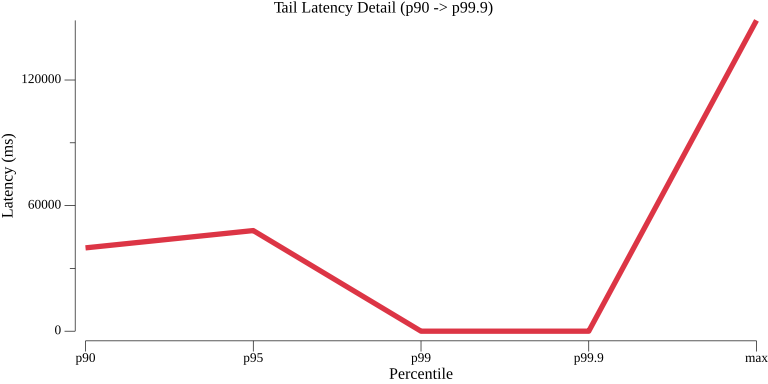 Tail Latency Detail (p90 -> p99.9)
120000
60000
0
Latency (ms)
p90 p95 p99 p99.9 max
Percentile